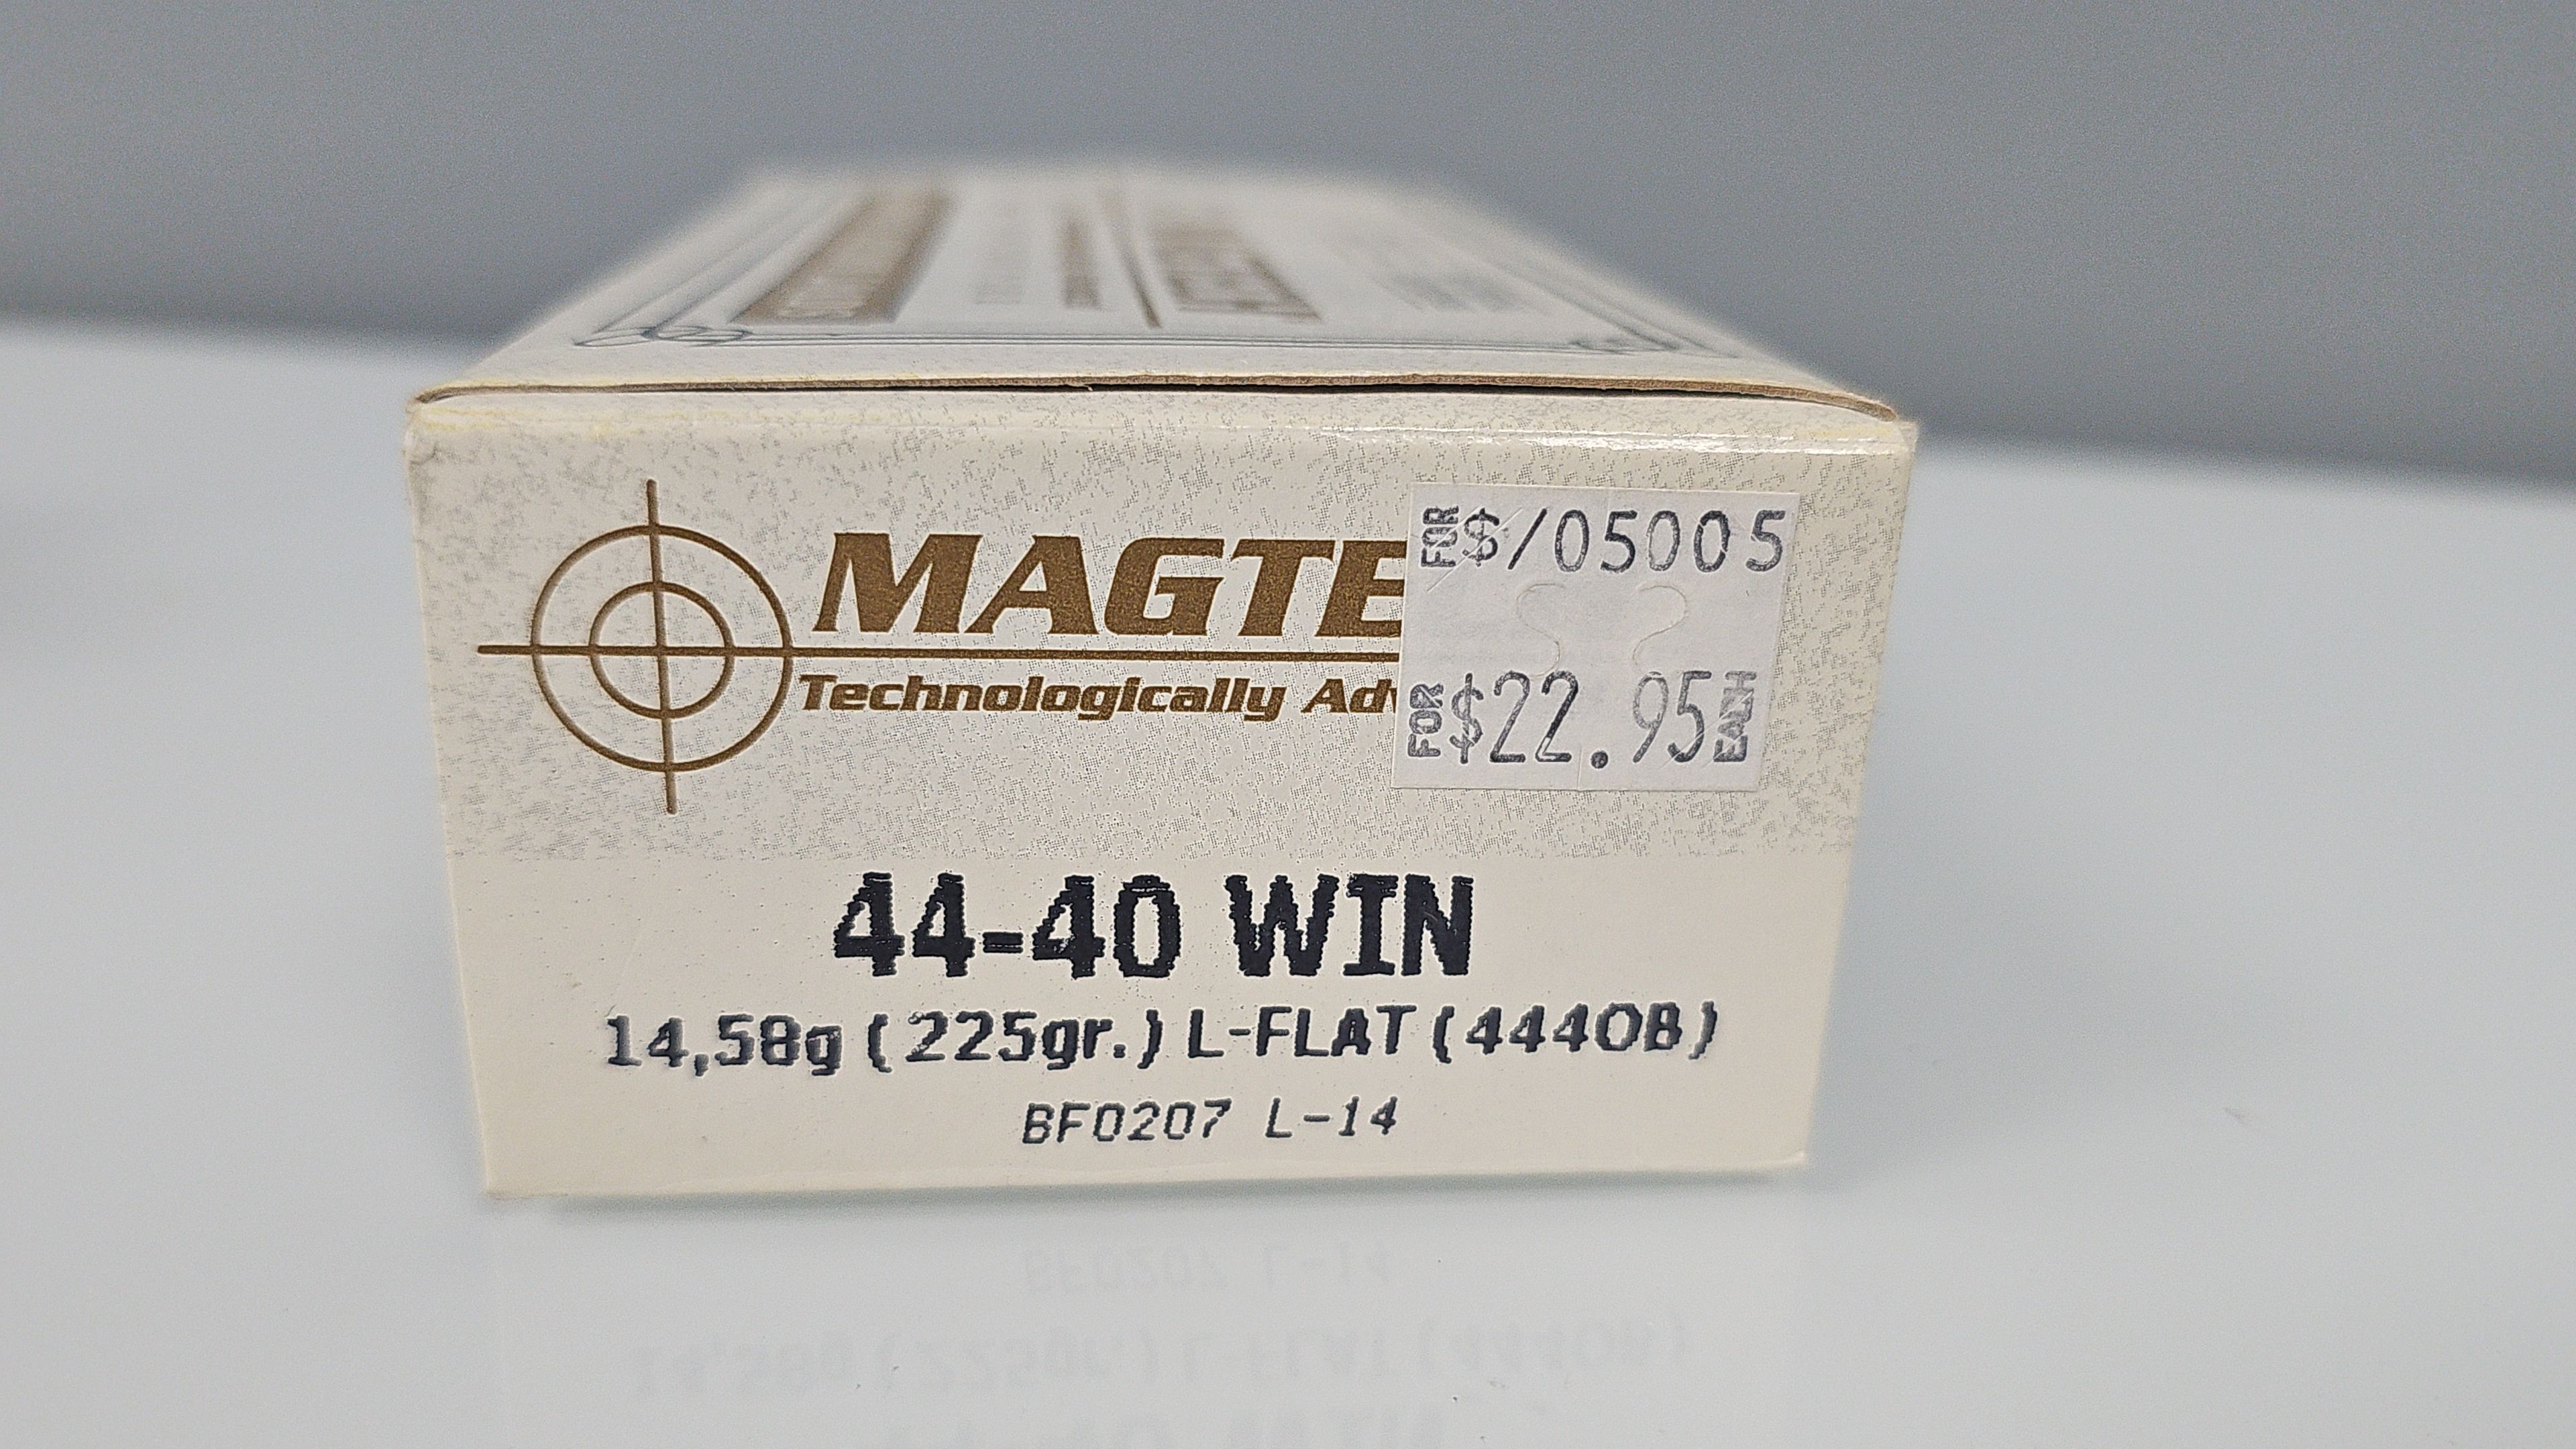 MAGTE
Technologically Adv
FOR $/05005
FOR $22.95 EACH
44-40 WIN
14,58g (225gr.) L-FLAT (4440B)
BF0207 L-14